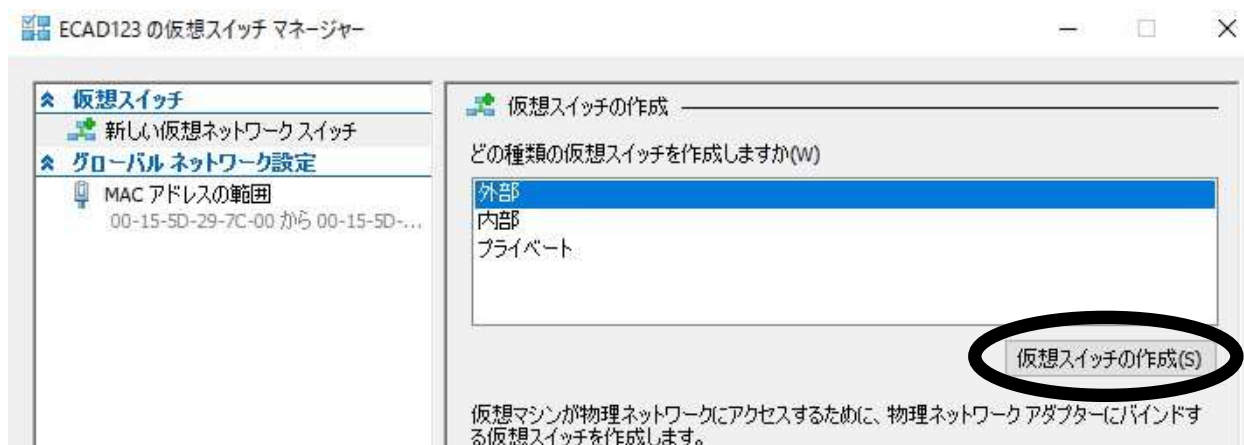 ECAD123 の仮想スイッチ マネージャー
仮想スイッチ
新しい仮想ネットワーク スイッチ
グローバル ネットワーク設定
MAC アドレスの範囲
00-15-5D-29-7C-00 から 00-15-5D-...
仮想スイッチの作成
どの種類の仮想スイッチを作成しますか(W)
外部
内部
プライベート
仮想スイッチの作成(S)
仮想マシンが物理ネットワークにアクセスするために、物理ネットワーク アダプターにバインドす
る仮想スイッチを作成します。